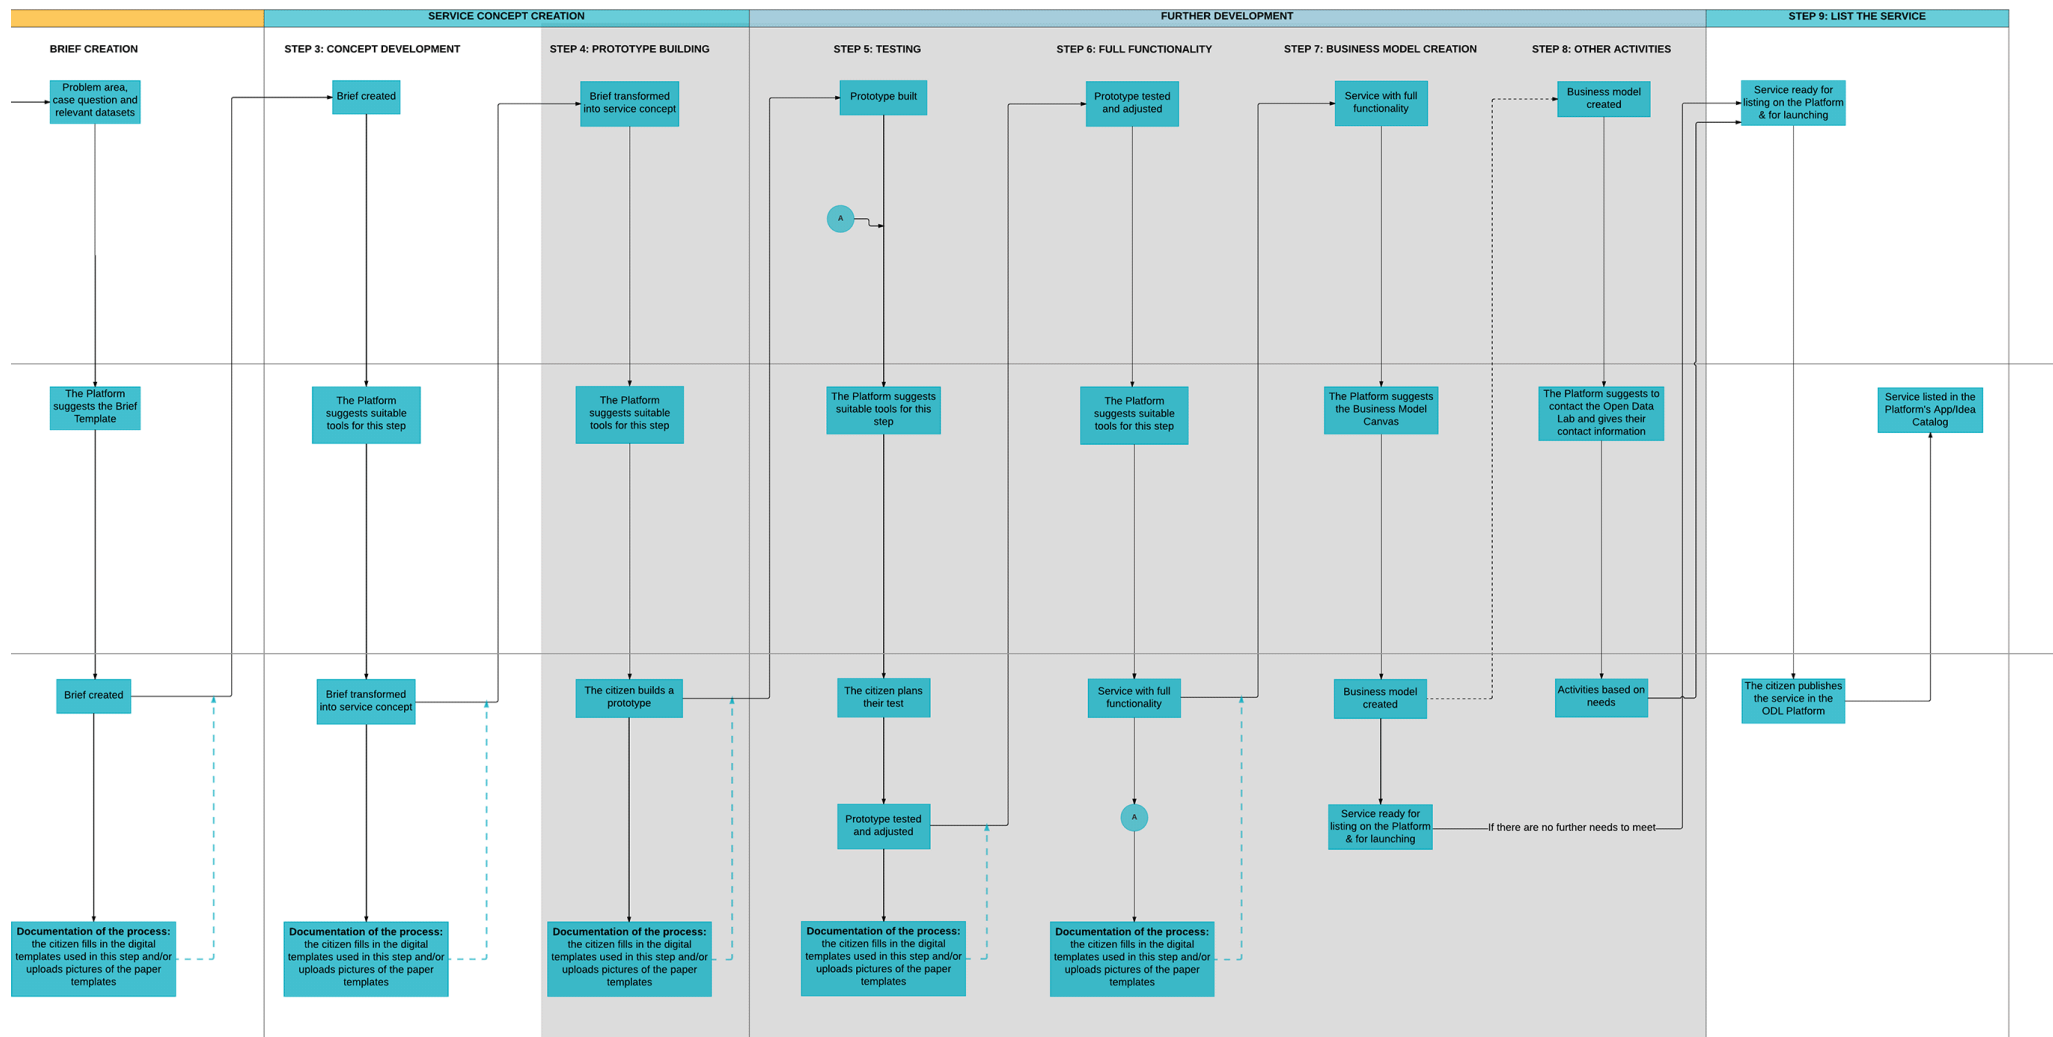 SERVICE CONCEPT CREATION
FURTHER DEVELOPMENT
STEP 9: LIST THE SERVICE
BRIEF CREATION
STEP 3: CONCEPT DEVELOPMENT
STEP 4: PROTOTYPE BUILDING
STEP 5: TESTING
STEP 6: FULL FUNCTIONALITY
STEP 7: BUSINESS MODEL CREATION
STEP 8: OTHER ACTIVITIES
Problem area,
case question and
relevant datasets
Brief created
Brief transformed
into service concept
Prototype built
Prototype tested
and adjusted
Service with full
functionality
Business model
created
Service ready for
listing on the Platform
& for launching
A
The Platform
suggests the Brief
Template
The Platform
suggests suitable
tools for this step
The Platform
suggests suitable
tools for this step
The Platform suggests
suitable tools for this
step
The Platform
suggests suitable
tools for this step
The Platform suggests
the Business Model
Canvas
The Platform suggests to
contact the Open Data
Lab and gives their
contact information
Service listed in the
Platform's App/Idea
Catalog
Brief created
Brief transformed
into service concept
The citizen builds a
prototype
The citizen plans
their test
Service with full
functionality
Business model
created
Activities based on
needs
The citizen publishes
the service in the
ODL Platform
Prototype tested
and adjusted
A
Service ready for
listing on the Platform
& for launching
If there are no further needs to meet
Documentation of the process:
the citizen fills in the digital
templates used in this step and/or
uploads pictures of the paper
templates
Documentation of the process:
the citizen fills in the digital
templates used in this step and/or
uploads pictures of the paper
templates
Documentation of the process:
the citizen fills in the digital
templates used in this step and/or
uploads pictures of the paper
templates
Documentation of the process:
the citizen fills in the digital
templates used in this step and/or
uploads pictures of the paper
templates
Documentation of the process:
the citizen fills in the digital
templates used in this step and/or
uploads pictures of the paper
templates